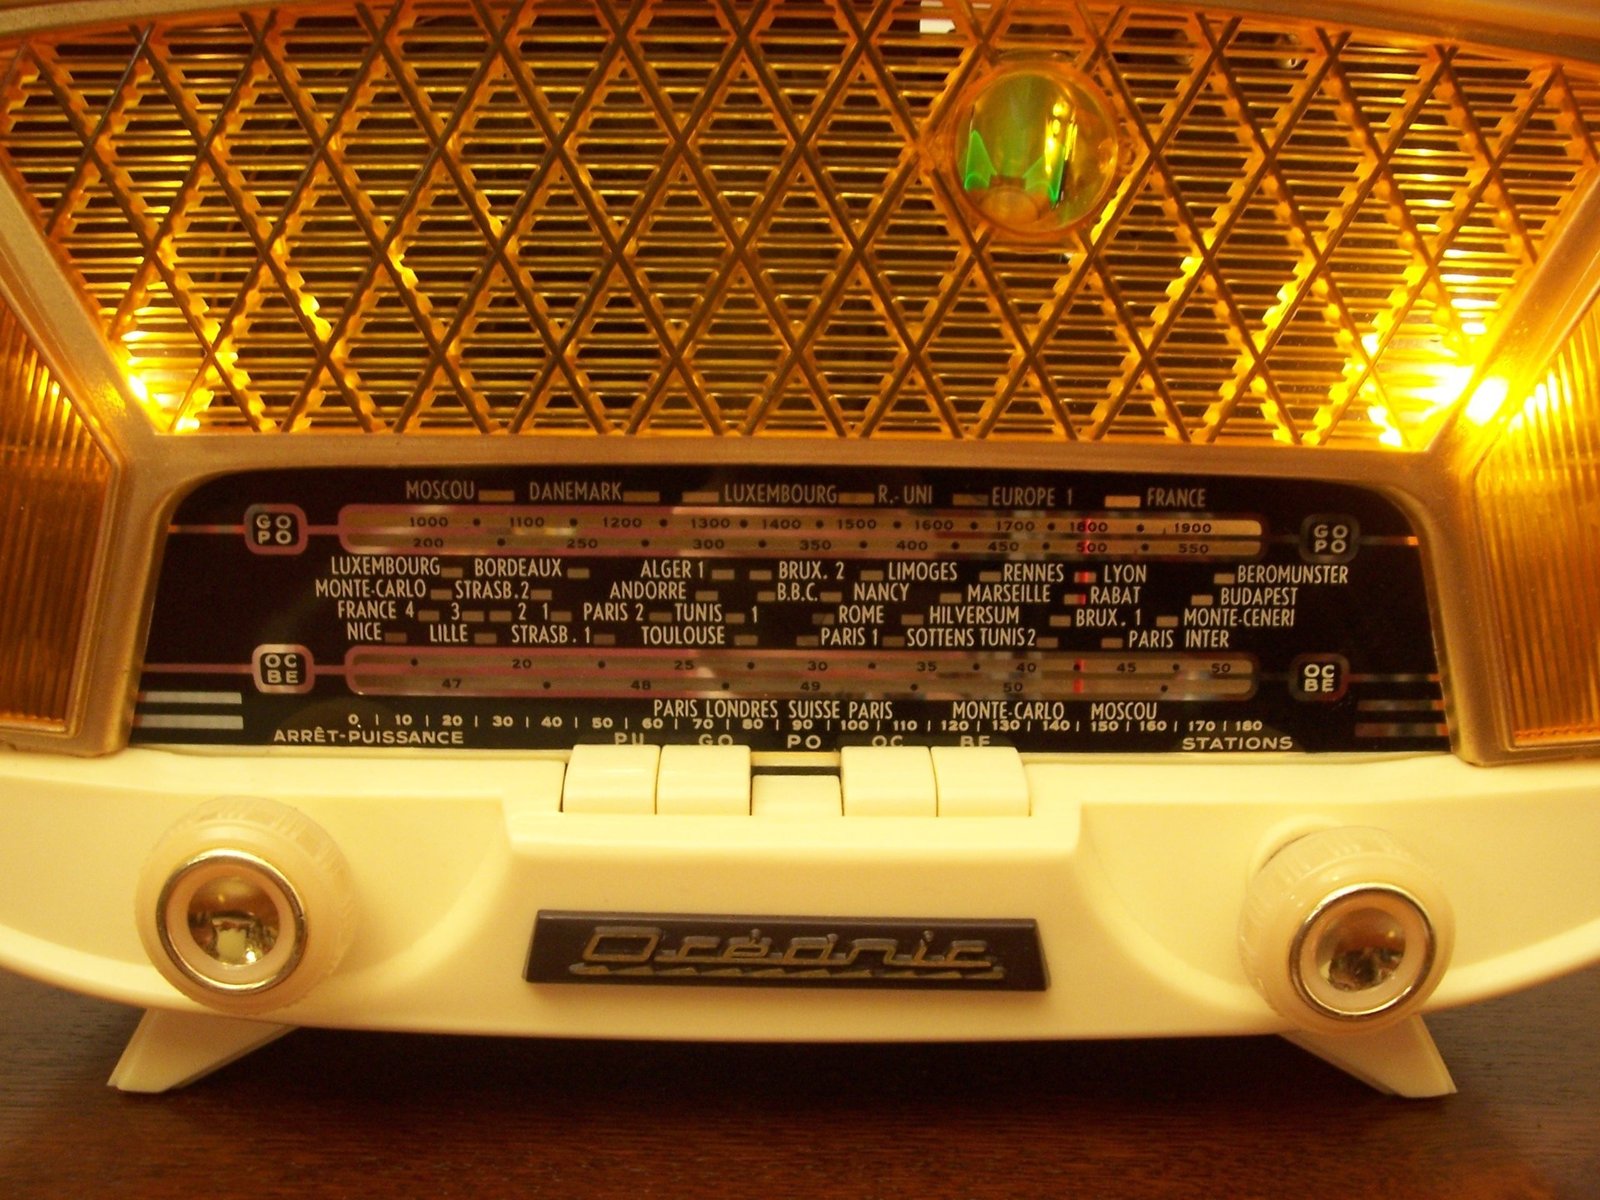 MOSCOU DANEMARK LUXEMBOURG R.-UNI EUROPE 1 FRANCE
GO PO 1000 1100 1200 1300 1400 1500 1600 1700 1800 1900 GO PO
200 250 300 350 400 450 500 550
LUXEMBOURG BORDEAUX ALGER 1 BRUX. 2 LIMOGES RENNES LYON BEROMUNSTER
MONTE-CARLO STRASB. 2 ANDORRE B.B.C. NANCY MARSEILLE RABAT BUDAPEST
FRANCE 4 3 2 1 PARIS 2 TUNIS 1 ROME HILVERSUM BRUX. 1 MONTE-CENERI
NICE LILLE STRASB. 1 TOULOUSE PARIS 1 SOTTENS TUNIS 2 PARIS INTER
OC BE 20 25 30 35 40 45 50 OC BE
47 48 49 50
PARIS LONDRES SUISSE PARIS MONTE-CARLO MOSCOU
0 10 20 30 40 50 60 70 80 90 100 110 120 130 140 150 160 170 180
ARRÊT-PUISSANCE PU GO PO OC BE STATIONS
Océanic